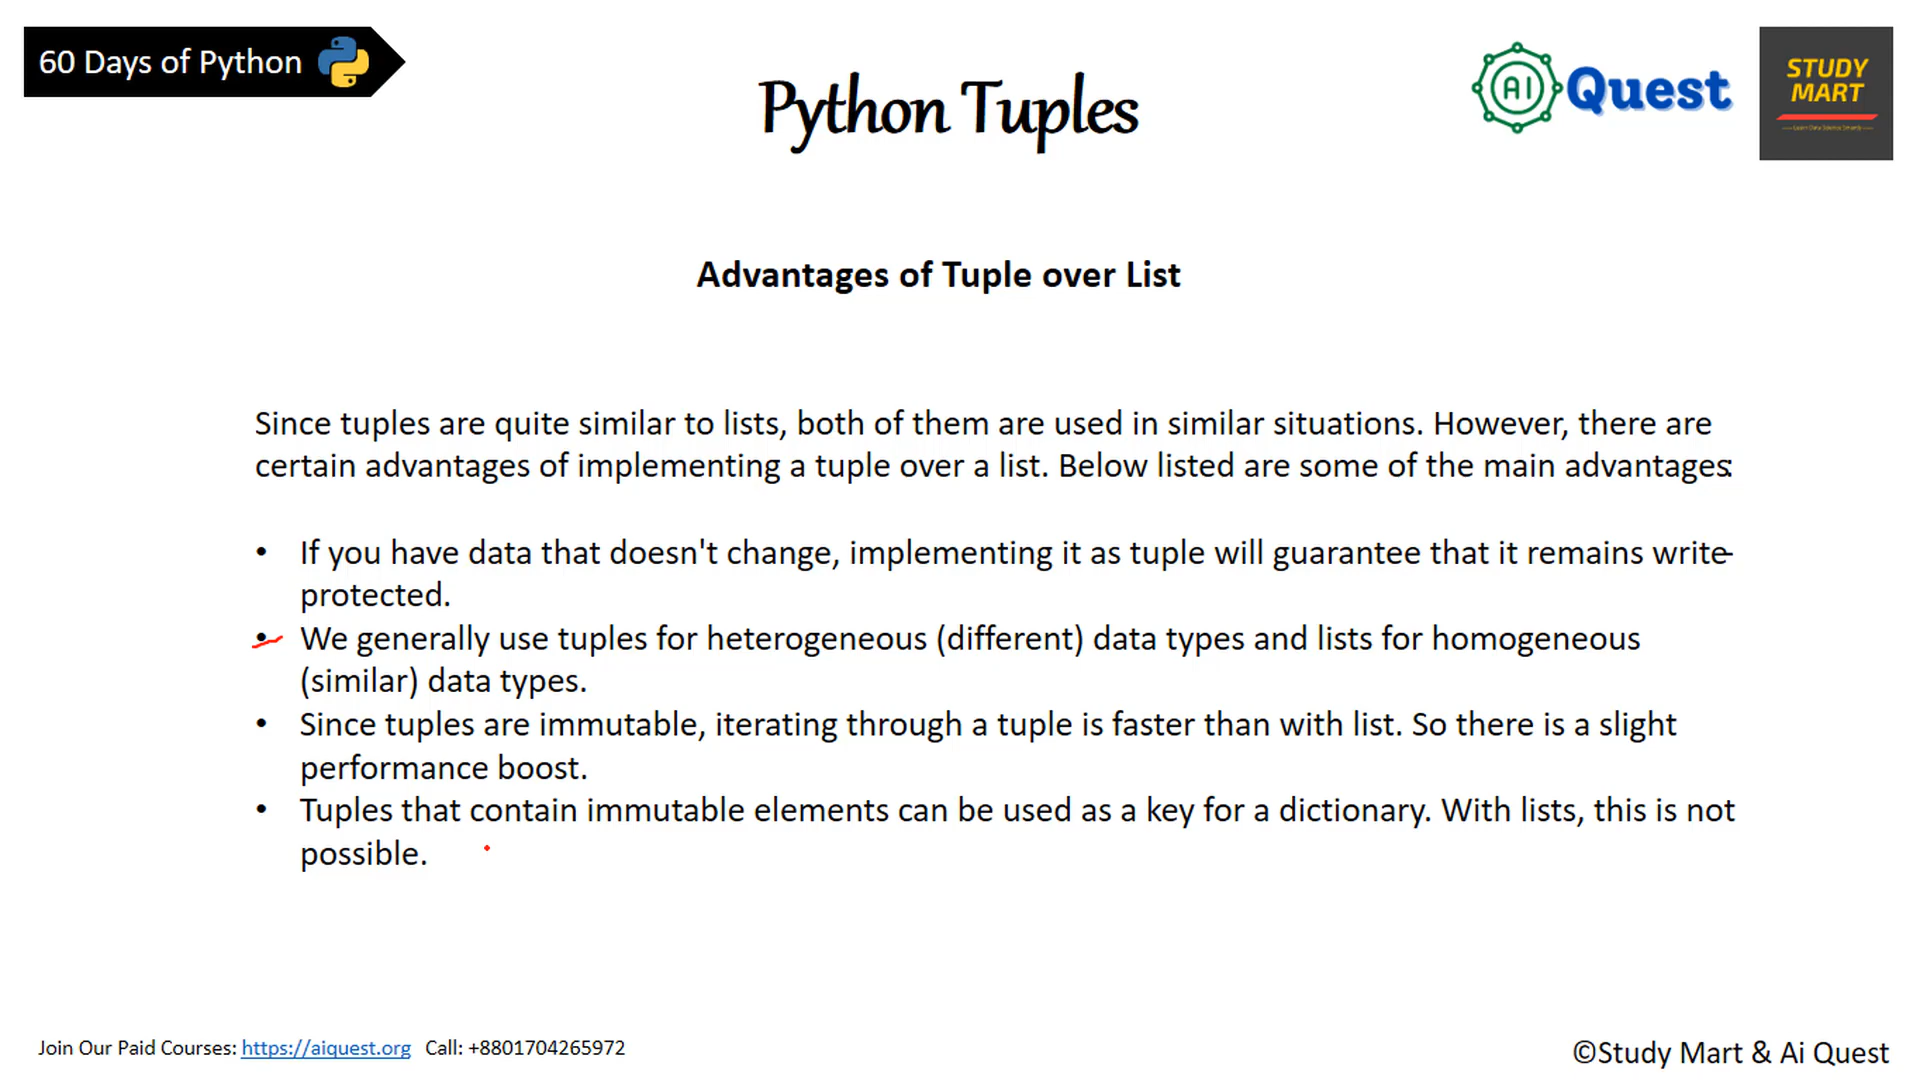 60 Days of Python
Python Tuples
AI Quest
STUDY
MART
Learn Data Science Smartly
Advantages of Tuple over List
Since tuples are quite similar to lists, both of them are used in similar situations. However, there are
certain advantages of implementing a tuple over a list. Below listed are some of the main advantages:
• If you have data that doesn't change, implementing it as tuple will guarantee that it remains write-
protected.
• We generally use tuples for heterogeneous (different) data types and lists for homogeneous
(similar) data types.
• Since tuples are immutable, iterating through a tuple is faster than with list. So there is a slight
performance boost.
• Tuples that contain immutable elements can be used as a key for a dictionary. With lists, this is not
possible.
Join Our Paid Courses: https://aiquest.org Call: +8801704265972
©Study Mart & Ai Quest